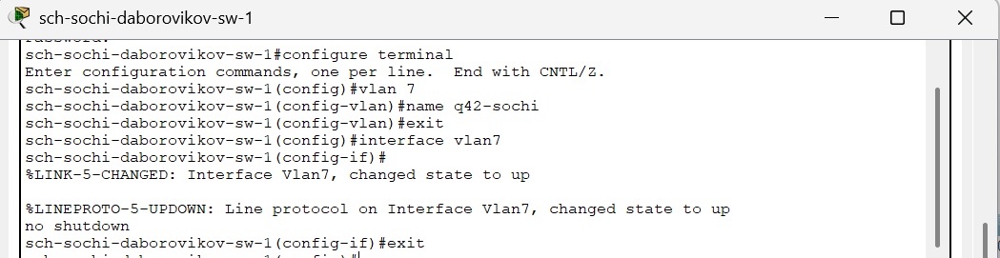 sch-sochi-daborovikov-sw-1
Password:
sch-sochi-daborovikov-sw-1#configure terminal
Enter configuration commands, one per line.  End with CNTL/Z.
sch-sochi-daborovikov-sw-1(config)#vlan 7
sch-sochi-daborovikov-sw-1(config-vlan)#name q42-sochi
sch-sochi-daborovikov-sw-1(config-vlan)#exit
sch-sochi-daborovikov-sw-1(config)#interface vlan7
sch-sochi-daborovikov-sw-1(config-if)#
%LINK-5-CHANGED: Interface Vlan7, changed state to up
%LINEPROTO-5-UPDOWN: Line protocol on Interface Vlan7, changed state to up
no shutdown
sch-sochi-daborovikov-sw-1(config-if)#exit